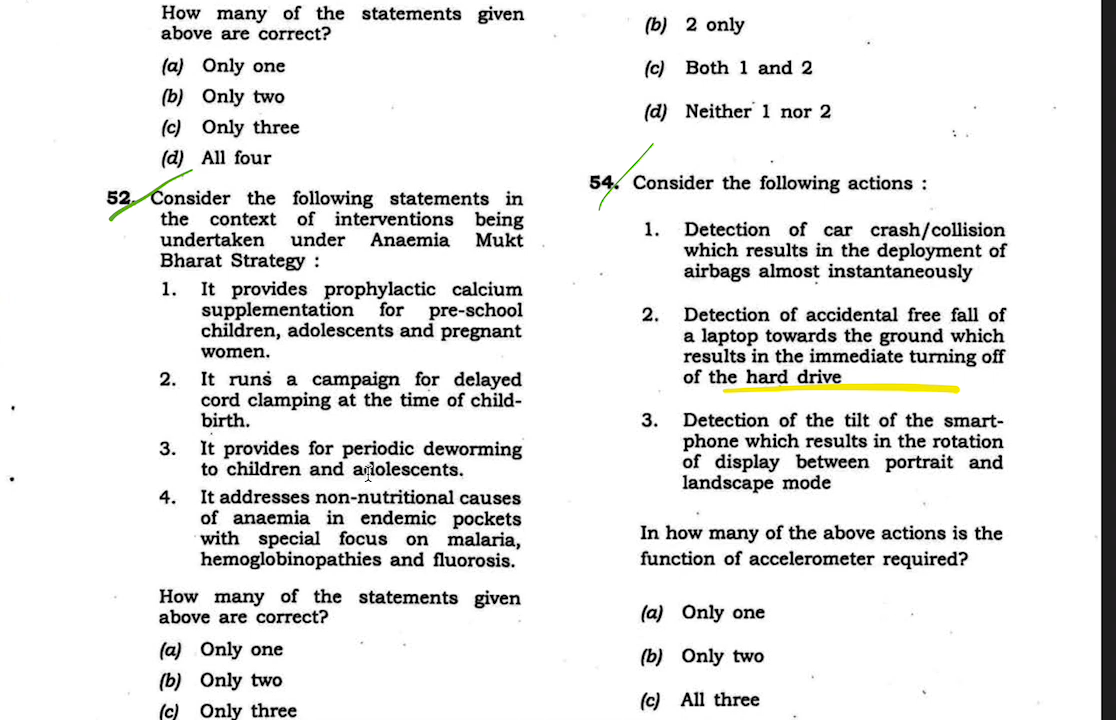 How many of the statements given
above are correct?
(a) Only one
(b) Only two
(c) Only three
(d) All four
52. Consider the following statements in
the context of interventions being
undertaken under Anaemia Mukt
Bharat Strategy :
1. It provides prophylactic calcium
supplementation for pre-school
children, adolescents and pregnant
women.
2. It runs a campaign for delayed
cord clamping at the time of child-
birth.
3. It provides for periodic deworming
to children and adolescents.
4. It addresses non-nutritional causes
of anaemia in endemic pockets
with special focus on malaria,
hemoglobinopathies and fluorosis.
How many of the statements given
above are correct?
(a) Only one
(b) Only two
(c) Only three
(b) 2 only
(c) Both 1 and 2
(d) Neither 1 nor 2
54. Consider the following actions :
1. Detection of car crash/collision
which results in the deployment of
airbags almost instantaneously
2. Detection of accidental free fall of
a laptop towards the ground which
results in the immediate turning off
of the hard drive
3. Detection of the tilt of the smart-
phone which results in the rotation
of display between portrait and
landscape mode
In how many of the above actions is the
function of accelerometer required?
(a) Only one
(b) Only two
(c) All three